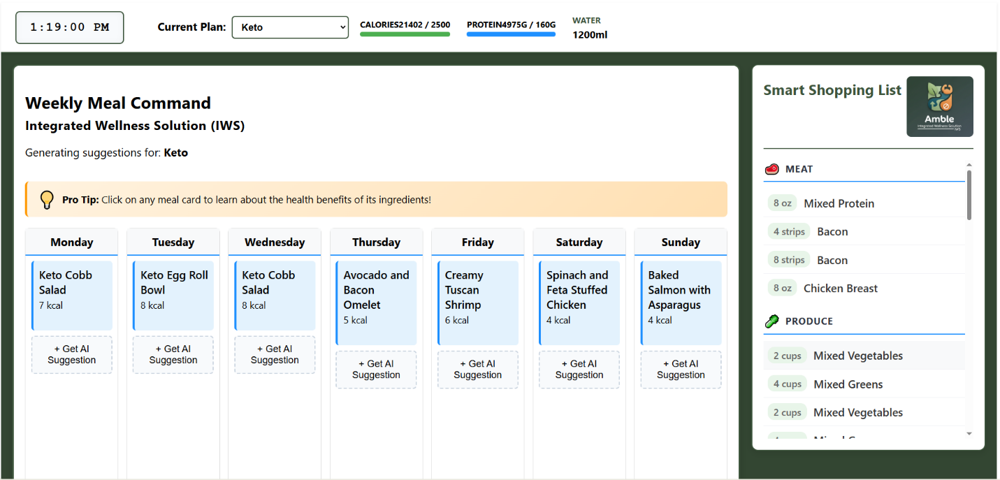 1:19:00 PM
Current Plan:
Keto
CALORIES21402 / 2500
PROTEIN4975G / 160G
WATER
1200ml
Weekly Meal Command
Integrated Wellness Solution (IWS)
Generating suggestions for: Keto
Pro Tip: Click on any meal card to learn about the health benefits of its ingredients!
Monday
Keto Cobb
Salad
7 kcal
+ Get AI
Suggestion
Tuesday
Keto Egg Roll
Bowl
8 kcal
+ Get AI
Suggestion
Wednesday
Keto Cobb
Salad
8 kcal
+ Get AI
Suggestion
Thursday
Avocado and
Bacon
Omelet
5 kcal
+ Get AI
Suggestion
Friday
Creamy
Tuscan
Shrimp
6 kcal
+ Get AI
Suggestion
Saturday
Spinach and
Feta Stuffed
Chicken
4 kcal
+ Get AI
Suggestion
Sunday
Baked
Salmon with
Asparagus
4 kcal
+ Get AI
Suggestion
Smart Shopping List
Amble
Integrated Wellness Solution
IWS
MEAT
8 oz Mixed Protein
4 strips Bacon
8 strips Bacon
8 oz Chicken Breast
PRODUCE
2 cups Mixed Vegetables
4 cups Mixed Greens
2 cups Mixed Vegetables